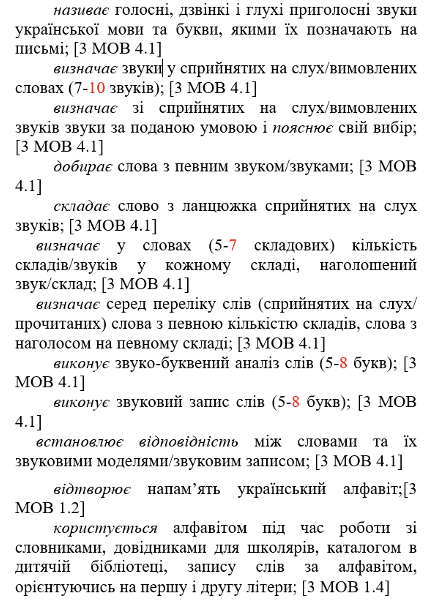 називає голосні, дзвінкі і глухі приголосні звуки
української мови та букви, якими їх позначають на
письмі; [3 МОВ 4.1]
визначає звуки у сприйнятих на слух/вимовлених
словах (7-10 звуків); [3 МОВ 4.1]
визначає зі сприйнятих на слух/вимовлених
звуків звуки за поданою умовою і пояснює свій вибір;
[3 МОВ 4.1]
добирає слова з певним звуком/звуками; [3 МОВ
4.1]
складає слово з ланцюжка сприйнятих на слух
звуків; [3 МОВ 4.1]
визначає у словах (5-7 складових) кількість
складів/звуків у кожному складі, наголошений
звук/склад; [3 МОВ 4.1]
визначає серед переліку слів (сприйнятих на слух/
прочитаних) слова з певною кількістю складів, слова з
наголосом на певному складі; [3 МОВ 4.1]
виконує звуко-буквений аналіз слів (5-8 букв); [3
МОВ 4.1]
виконує звуковий запис слів (5-8 букв); [3 МОВ
4.1]
встановлює відповідність між словами та їх
звуковими моделями/звуковим записом; [3 МОВ 4.1]
відтворює напам’ять український алфавіт;[3
МОВ 1.2]
користується алфавітом під час роботи зі
словниками, довідниками для школярів, каталогом в
дитячій бібліотеці, запису слів за алфавітом,
орієнтуючись на першу і другу літери; [3 МОВ 1.4]